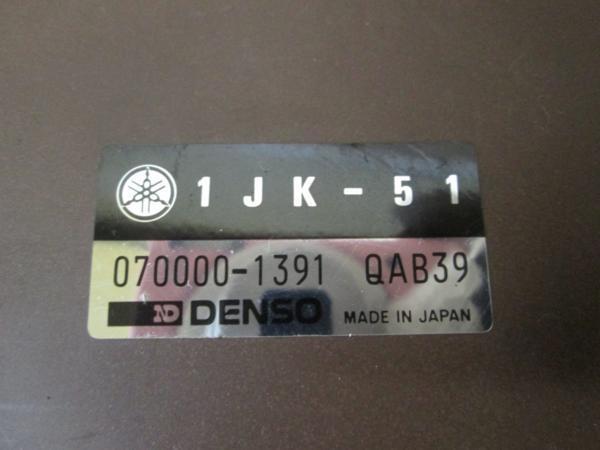 1JK-51
070000-1391 QAB39
ND DENSO MADE IN JAPAN